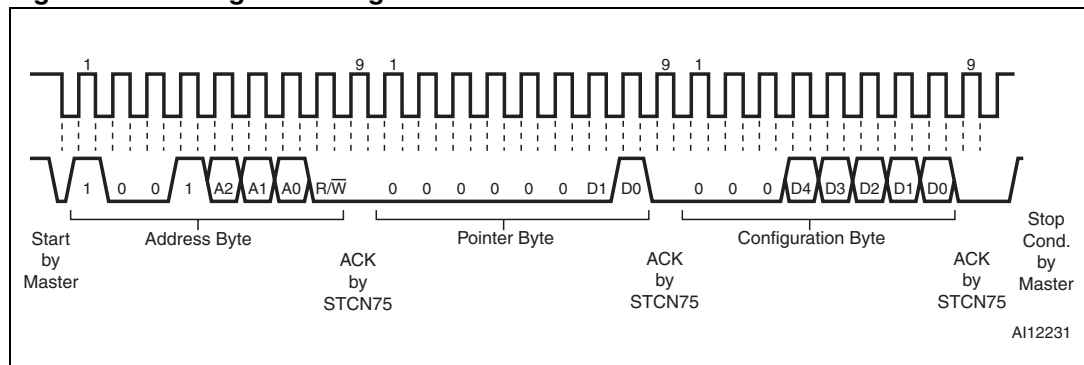 1 9 1 9 1 9
1 0 0 1 A2 A1 A0 R/W̅ 0 0 0 0 0 0 D1 D0 0 0 0 D4 D3 D2 D1 D0
Start
by
Master
Address Byte
ACK
by
STCN75
Pointer Byte
ACK
by
STCN75
Configuration Byte
ACK
by
STCN75
Stop
Cond.
by
Master
AI12231